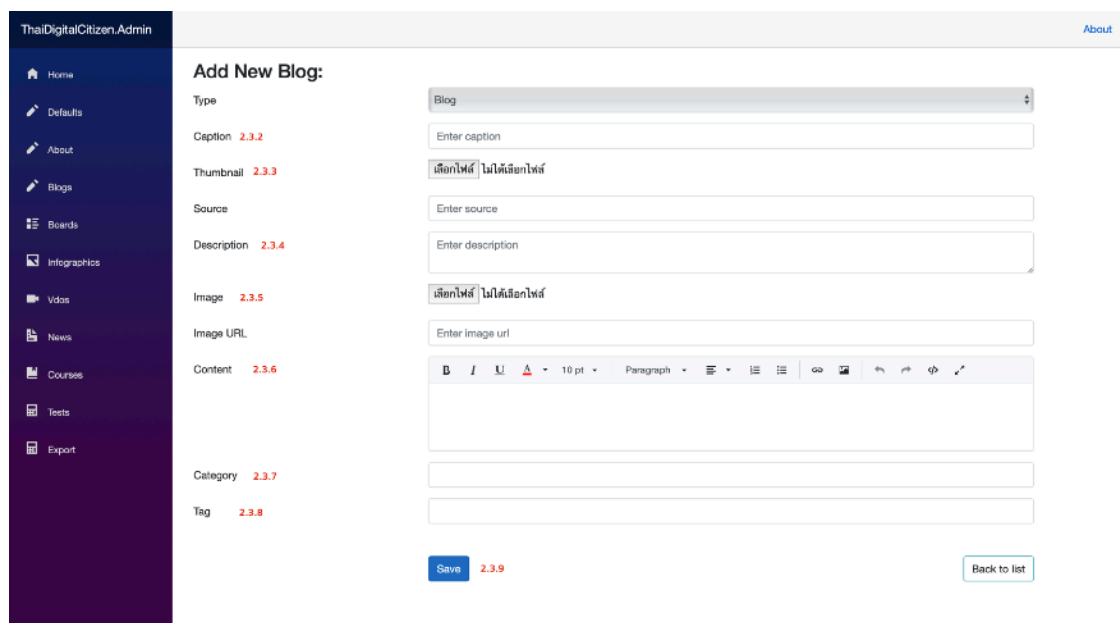 ThaiDigitalCitizen.Admin
About
Home
Defaults
About
Blogs
Boards
Infographics
Vdos
News
Courses
Tests
Export
Add New Blog:
Type
Blog
Caption 2.3.2
Enter caption
Thumbnail 2.3.3
เลือกไฟล์ ไม่ได้เลือกไฟล์
Source
Enter source
Description 2.3.4
Enter description
Image 2.3.5
เลือกไฟล์ ไม่ได้เลือกไฟล์
Image URL
Enter image url
Content 2.3.6
B I U A 10 pt Paragraph
Category 2.3.7
Tag 2.3.8
Save 2.3.9
Back to list